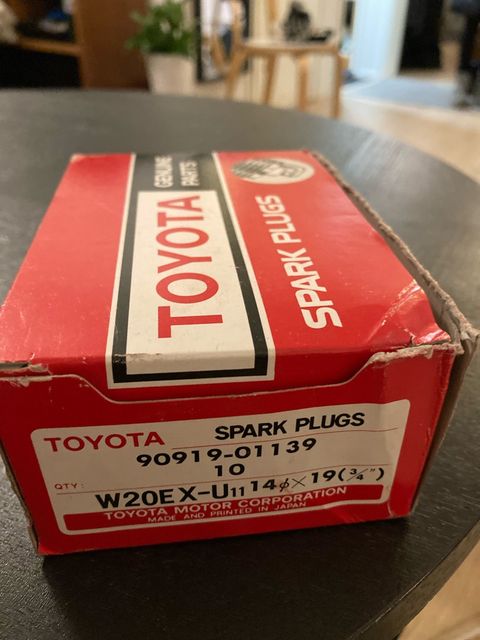 GENUINE
PARTS
TOYOTA
SPARK PLUGS
TOYOTA SPARK PLUGS
90919-01139
QTY: 10
W20EX-U11 14φ×19(3/4")
TOYOTA MOTOR CORPORATION
MADE AND PRINTED IN JAPAN